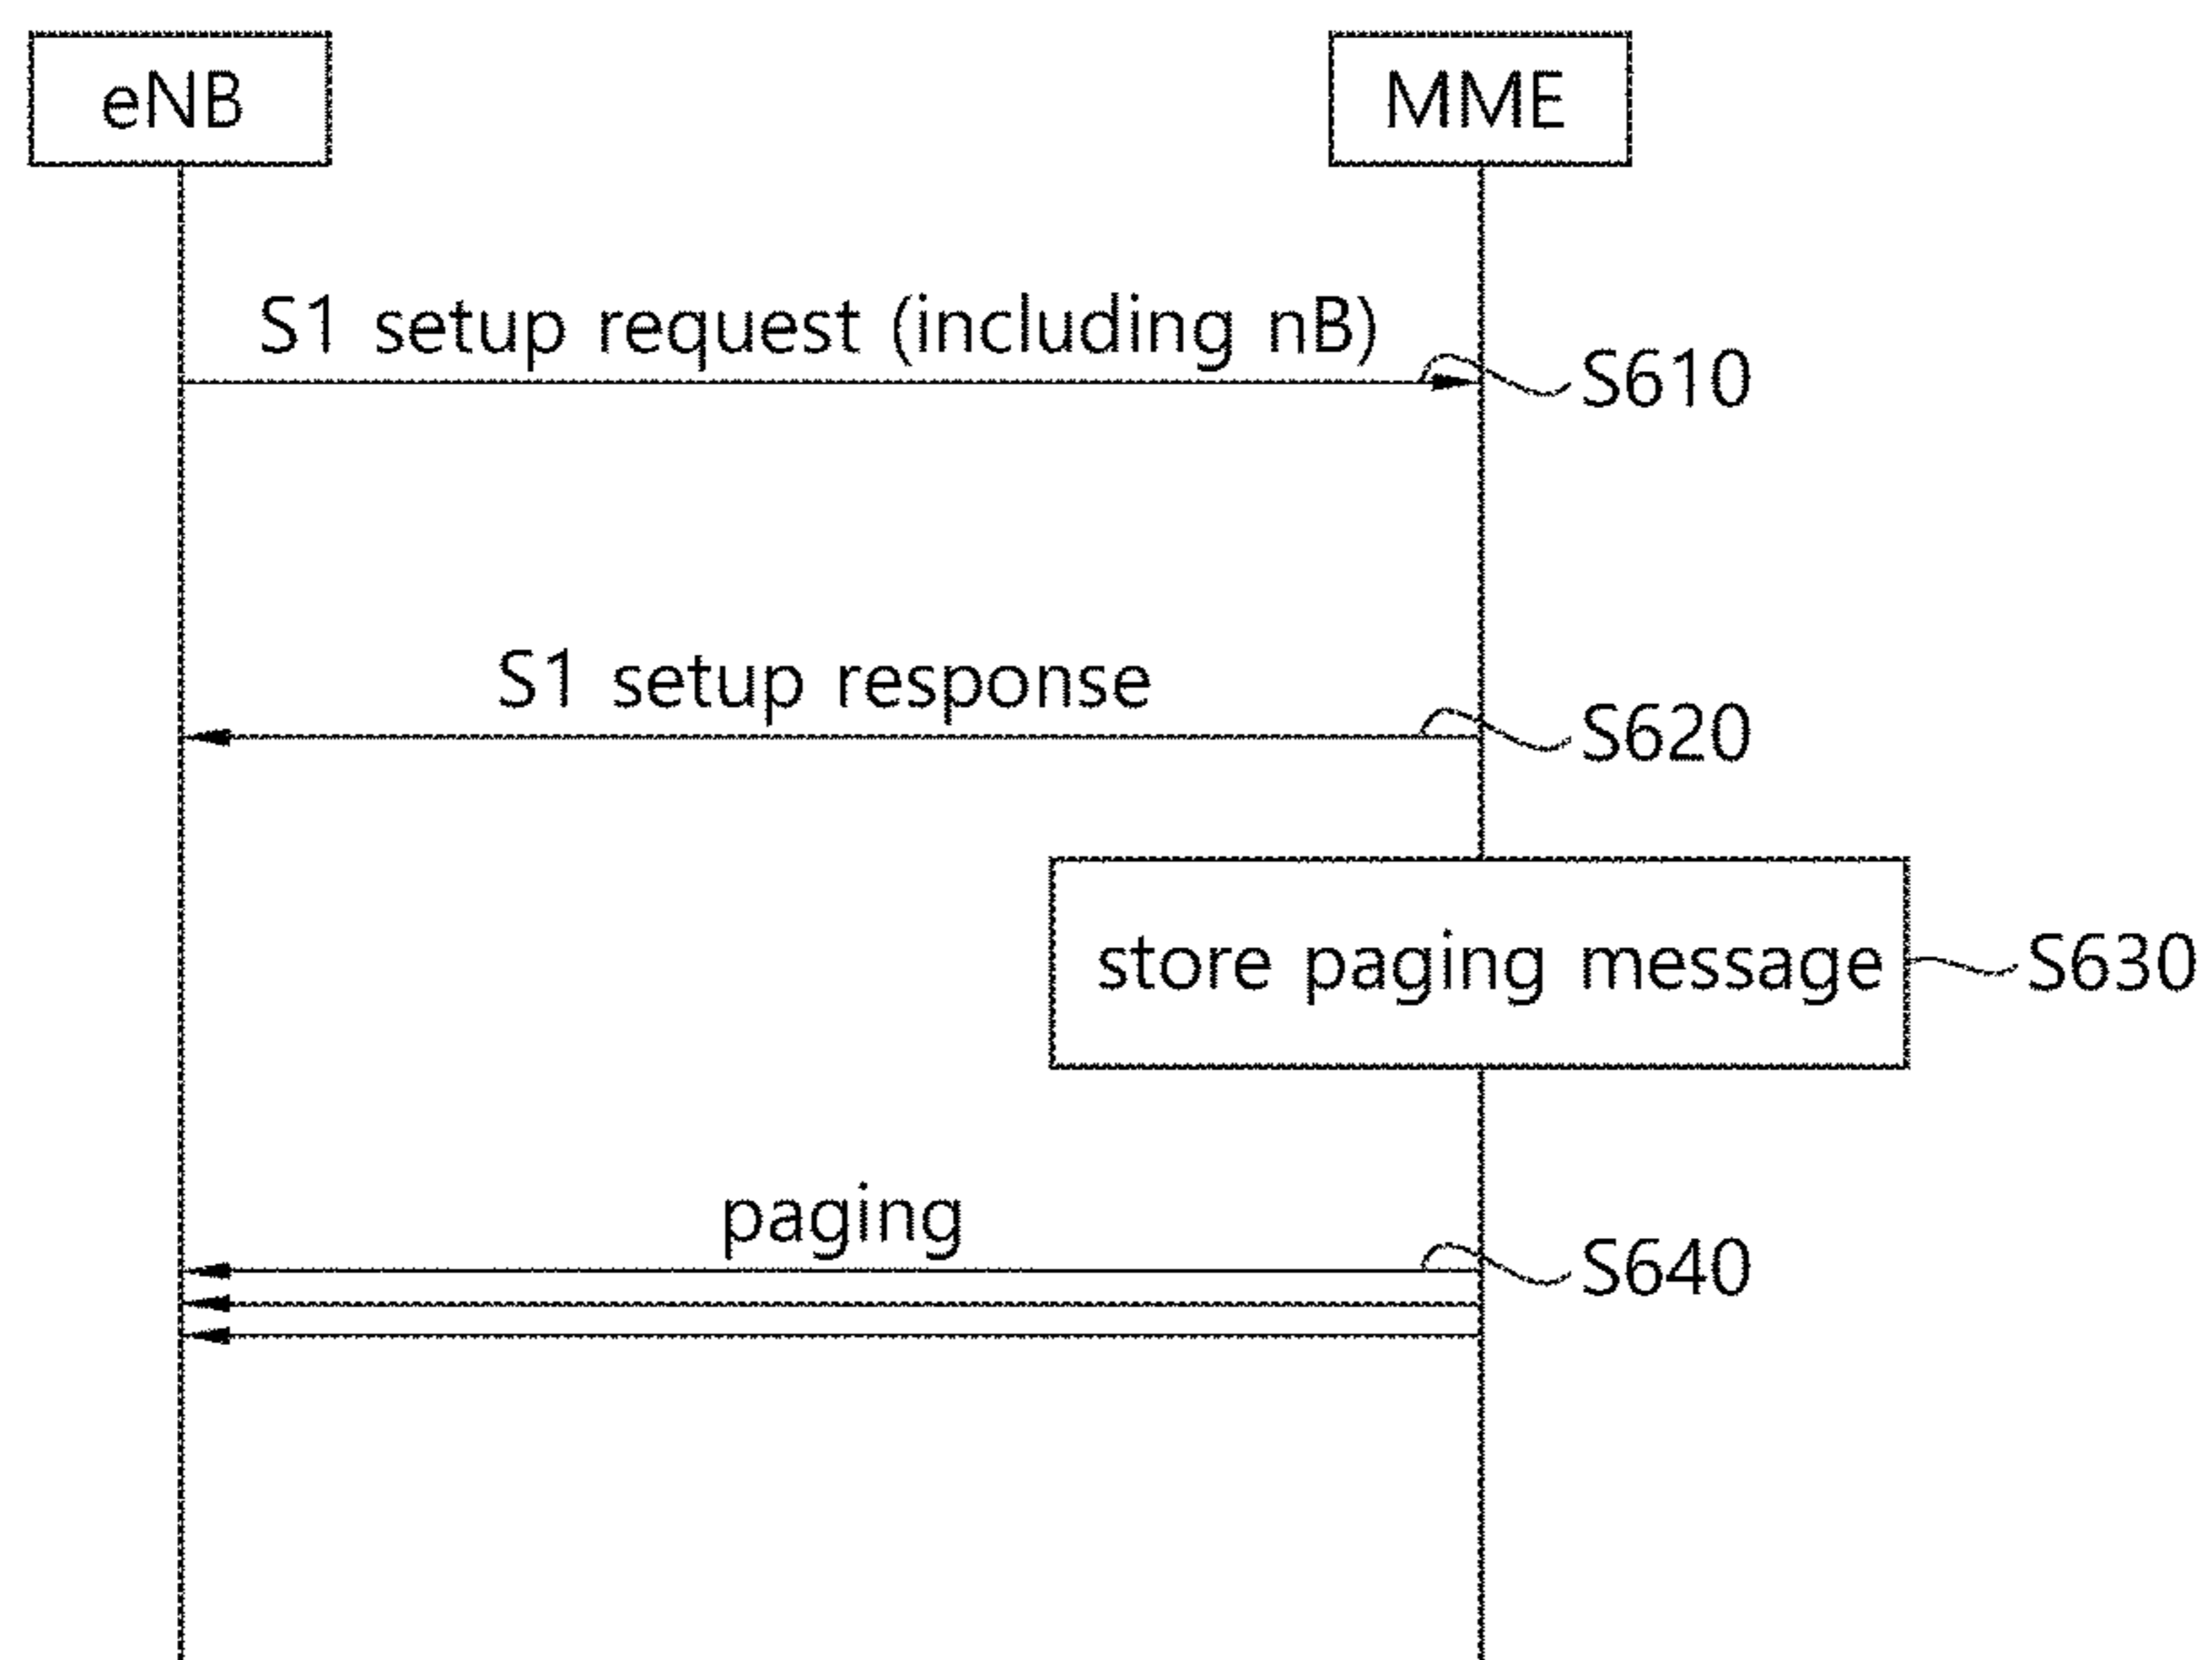 eNB
MME
S1 setup request (including nB)
S610
S1 setup response
S620
store paging message
S630
paging
S640